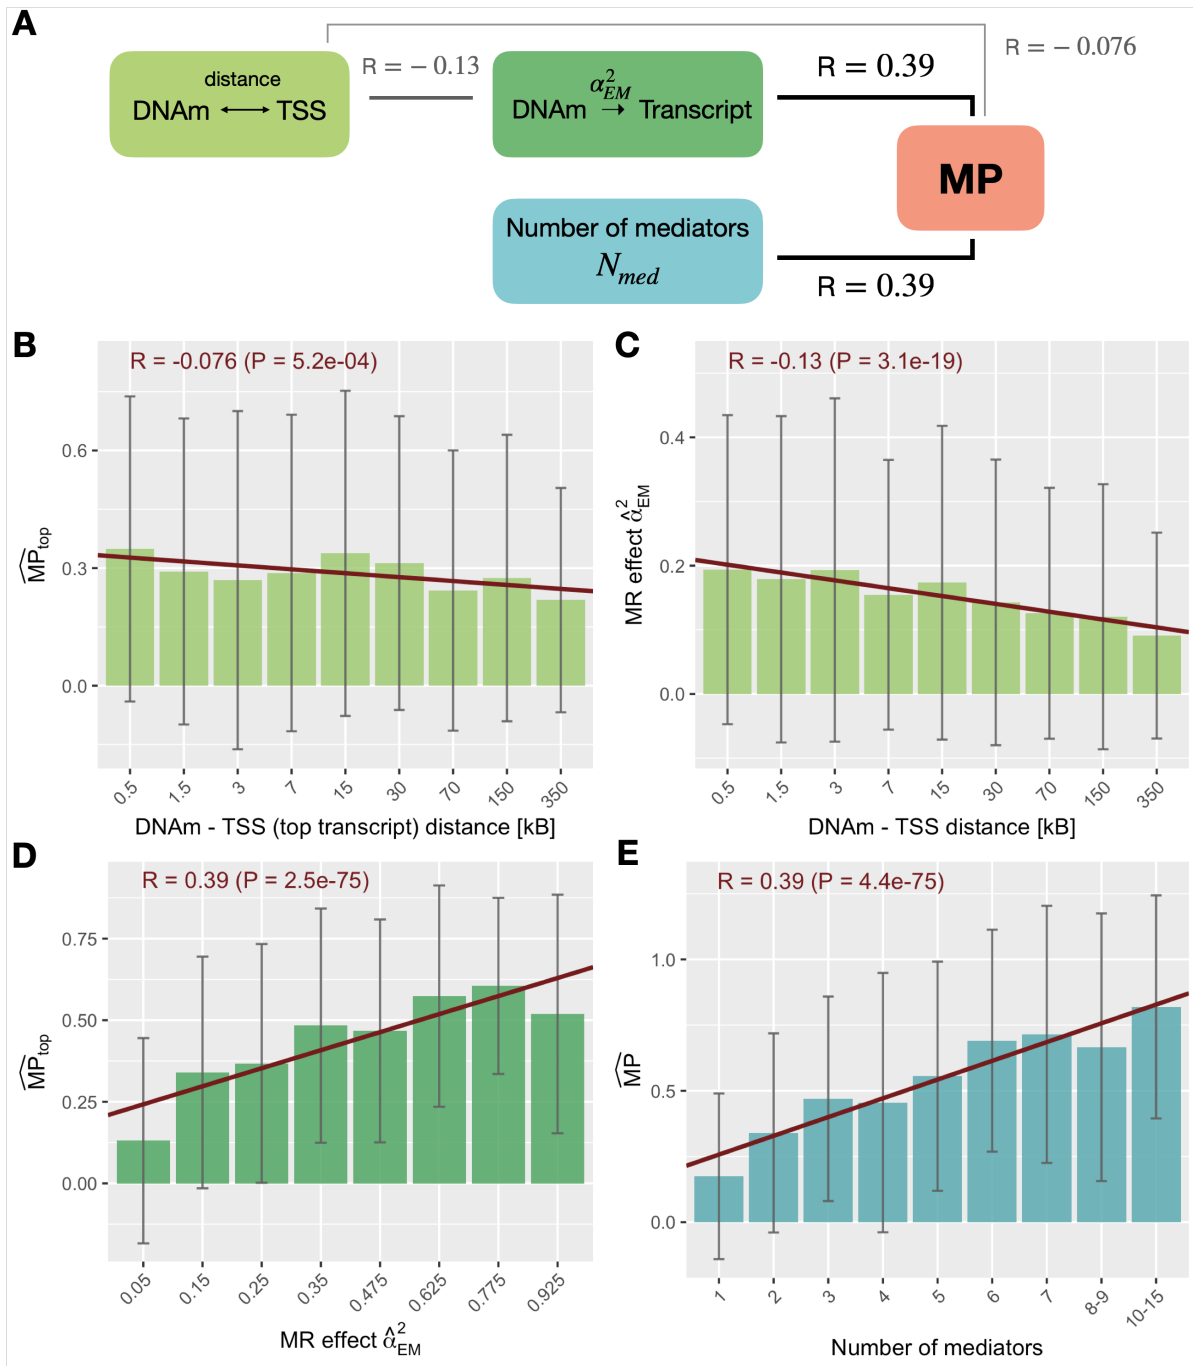 A
distance
DNAm ⟷ TSS
R = − 0.13
α²EM
DNAm → Transcript
R = 0.39
R = − 0.076
MP
Number of mediators
Nmed
R = 0.39
B
R = -0.076 (P = 5.2e-04)
0.6
0.3
0.0
M̂Ptop
0.5 1.5 3 7 15 30 70 150 350
DNAm - TSS (top transcript) distance [kB]
C
R = -0.13 (P = 3.1e-19)
0.4
0.2
0.0
MR effect α̂²EM
0.5 1.5 3 7 15 30 70 150 350
DNAm - TSS distance [kB]
D
R = 0.39 (P = 2.5e-75)
0.75
0.50
0.25
0.00
M̂Ptop
0.05 0.15 0.25 0.35 0.475 0.625 0.775 0.925
MR effect α̂²EM
E
R = 0.39 (P = 4.4e-75)
1.0
0.5
0.0
M̂P
1 2 3 4 5 6 7 8-9 10-15
Number of mediators